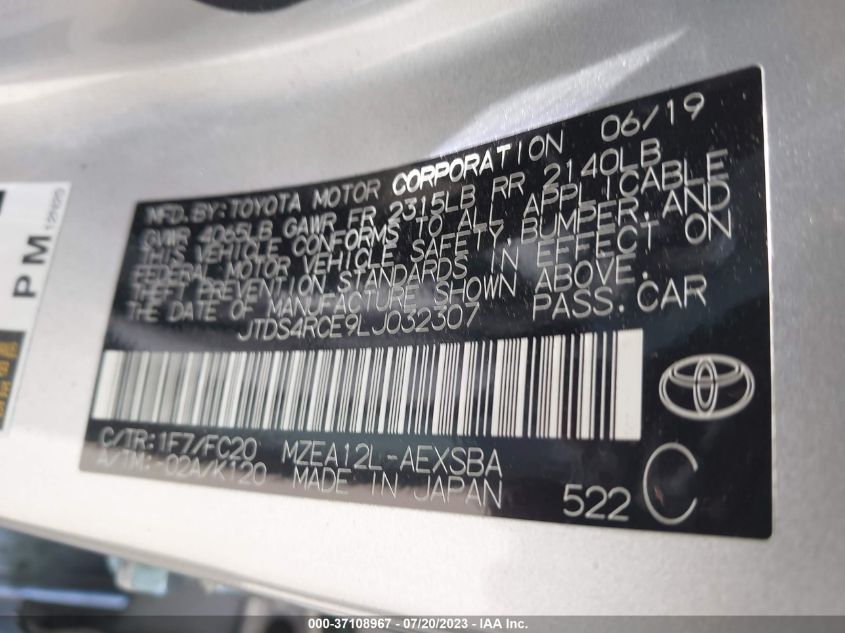 MFD. BY: TOYOTA MOTOR CORPORATION 06/19
GVWR 4065LB GAWR FR 2315LB RR 2140LB
THIS VEHICLE CONFORMS TO ALL APPLICABLE
FEDERAL MOTOR VEHICLE SAFETY, BUMPER, AND
THEFT PREVENTION STANDARDS IN EFFECT ON
THE DATE OF MANUFACTURE SHOWN ABOVE.
JTDS4RCE9LJ032307 PASS. CAR
C/TR: 1F7/FC20 MZEA12L-AEXSBA
A/TM: -02A/K120 MADE IN JAPAN
522 C
PM
000-37108967 - 07/20/2023 - IAA Inc.